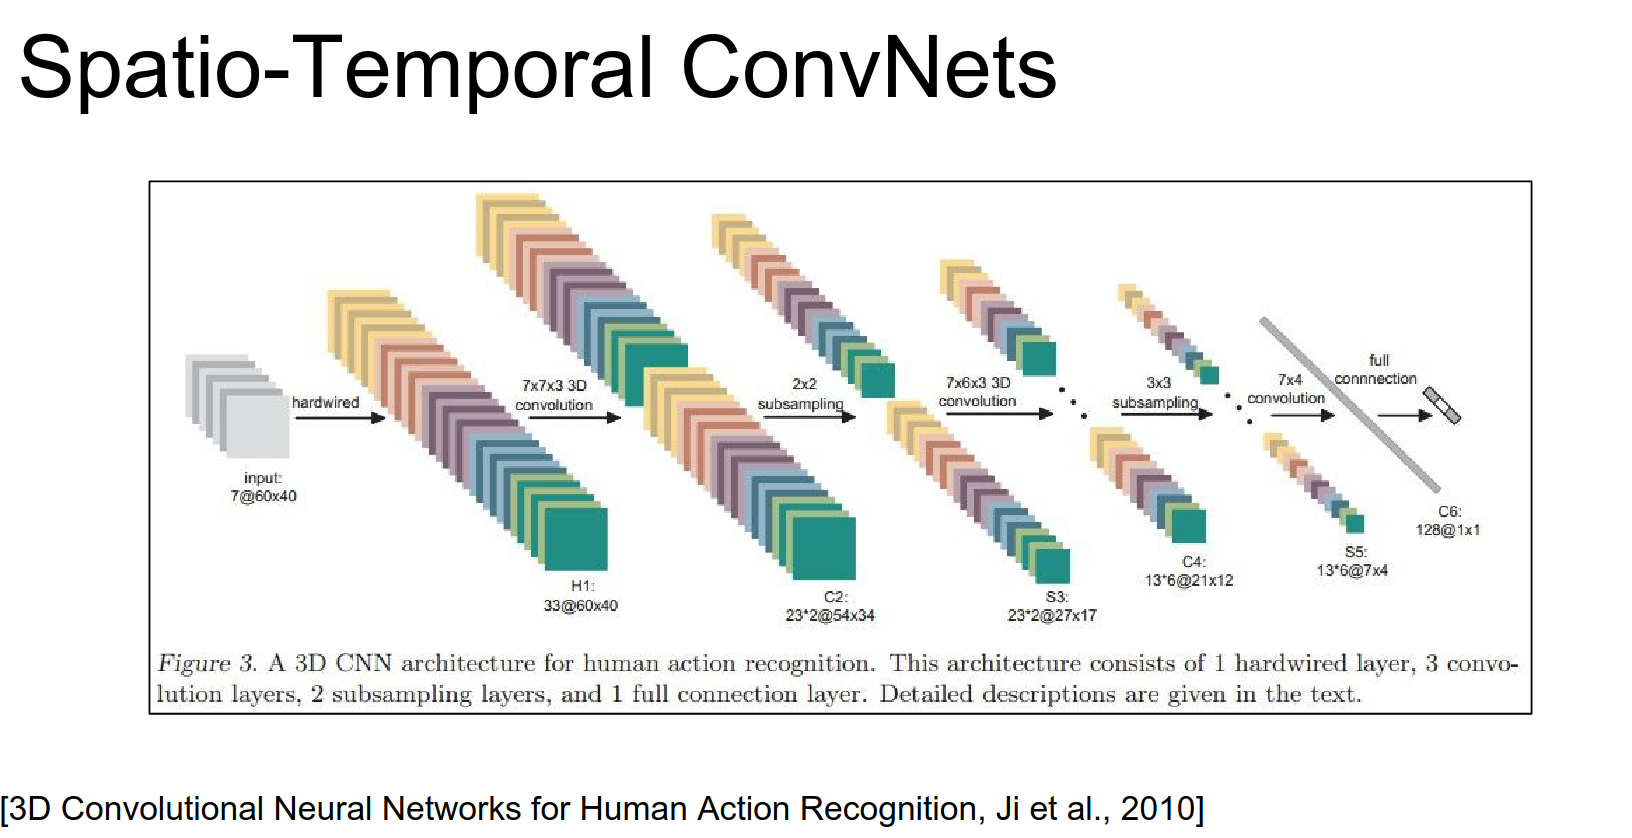 Spatio-Temporal ConvNets
hardwired
7x7x3 3D
convolution
2x2
subsampling
7x6x3 3D
convolution
3x3
subsampling
7x4
convolution
full
connnection
input:
7@60x40
H1:
33@60x40
C2:
23*2@54x34
S3:
23*2@27x17
C4:
13*6@21x12
S5:
13*6@7x4
C6:
128@1x1
Figure 3. A 3D CNN architecture for human action recognition. This architecture consists of 1 hardwired layer, 3 convo-
lution layers, 2 subsampling layers, and 1 full connection layer. Detailed descriptions are given in the text.
[3D Convolutional Neural Networks for Human Action Recognition, Ji et al., 2010]